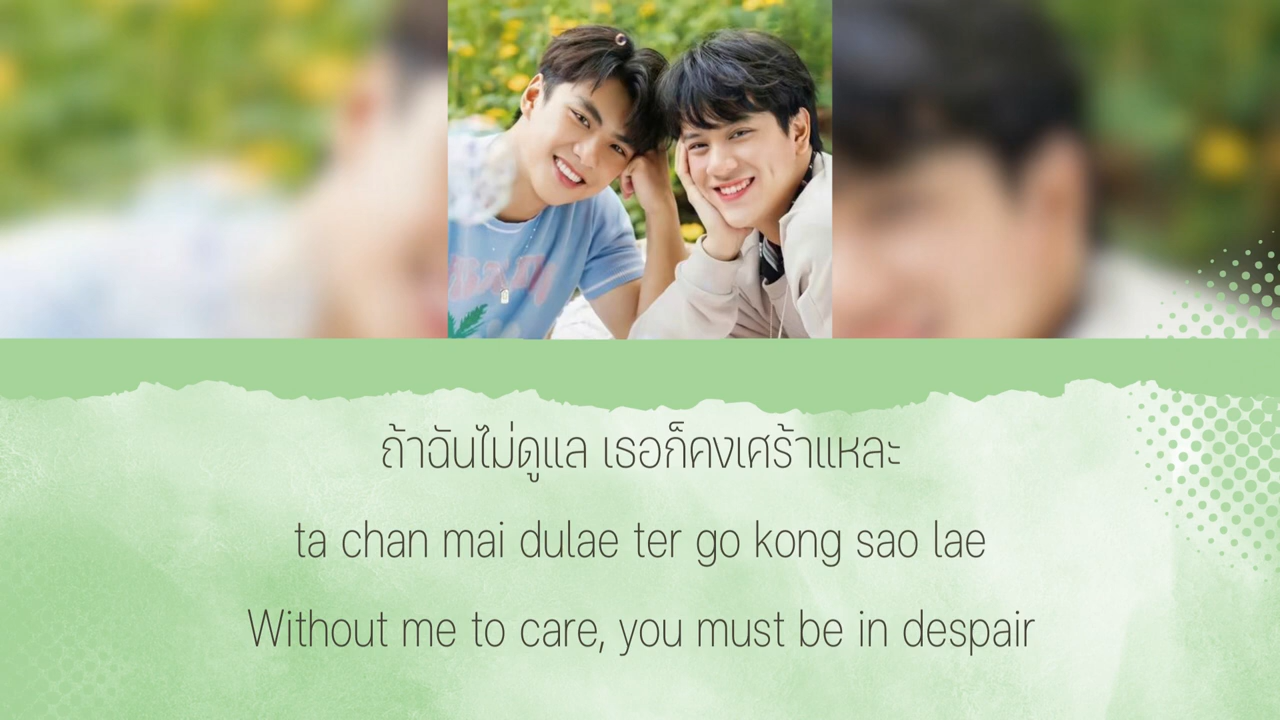 ถ้าฉันไม่ดูแล เธอก็คงเศร้าแหละ
ta chan mai dulae ter go kong sao lae
Without me to care, you must be in despair